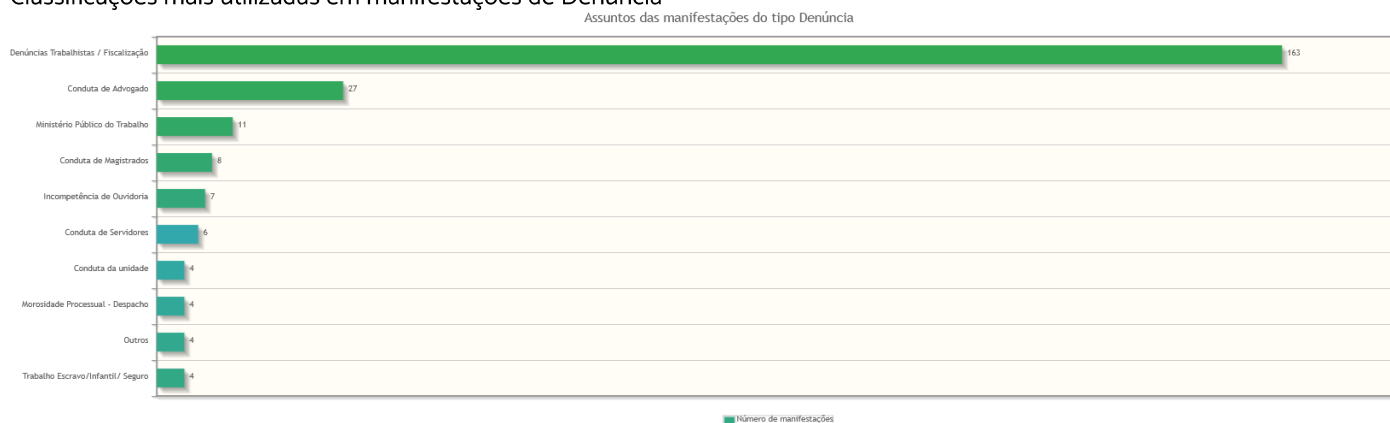 Classificações mais utilizadas em manifestações de Denúncia
Assuntos das manifestações do tipo Denúncia
Denúncias Trabalhistas / Fiscalização 163
Conduta de Advogado 27
Ministério Público do Trabalho 11
Conduta de Magistrados 8
Incompetência de Ouvidoria 7
Conduta de Servidores 6
Conduta da unidade 4
Morosidade Processual - Despacho 4
Outros 4
Trabalho Escravo/Infantil/ Seguro 4
Número de manifestações